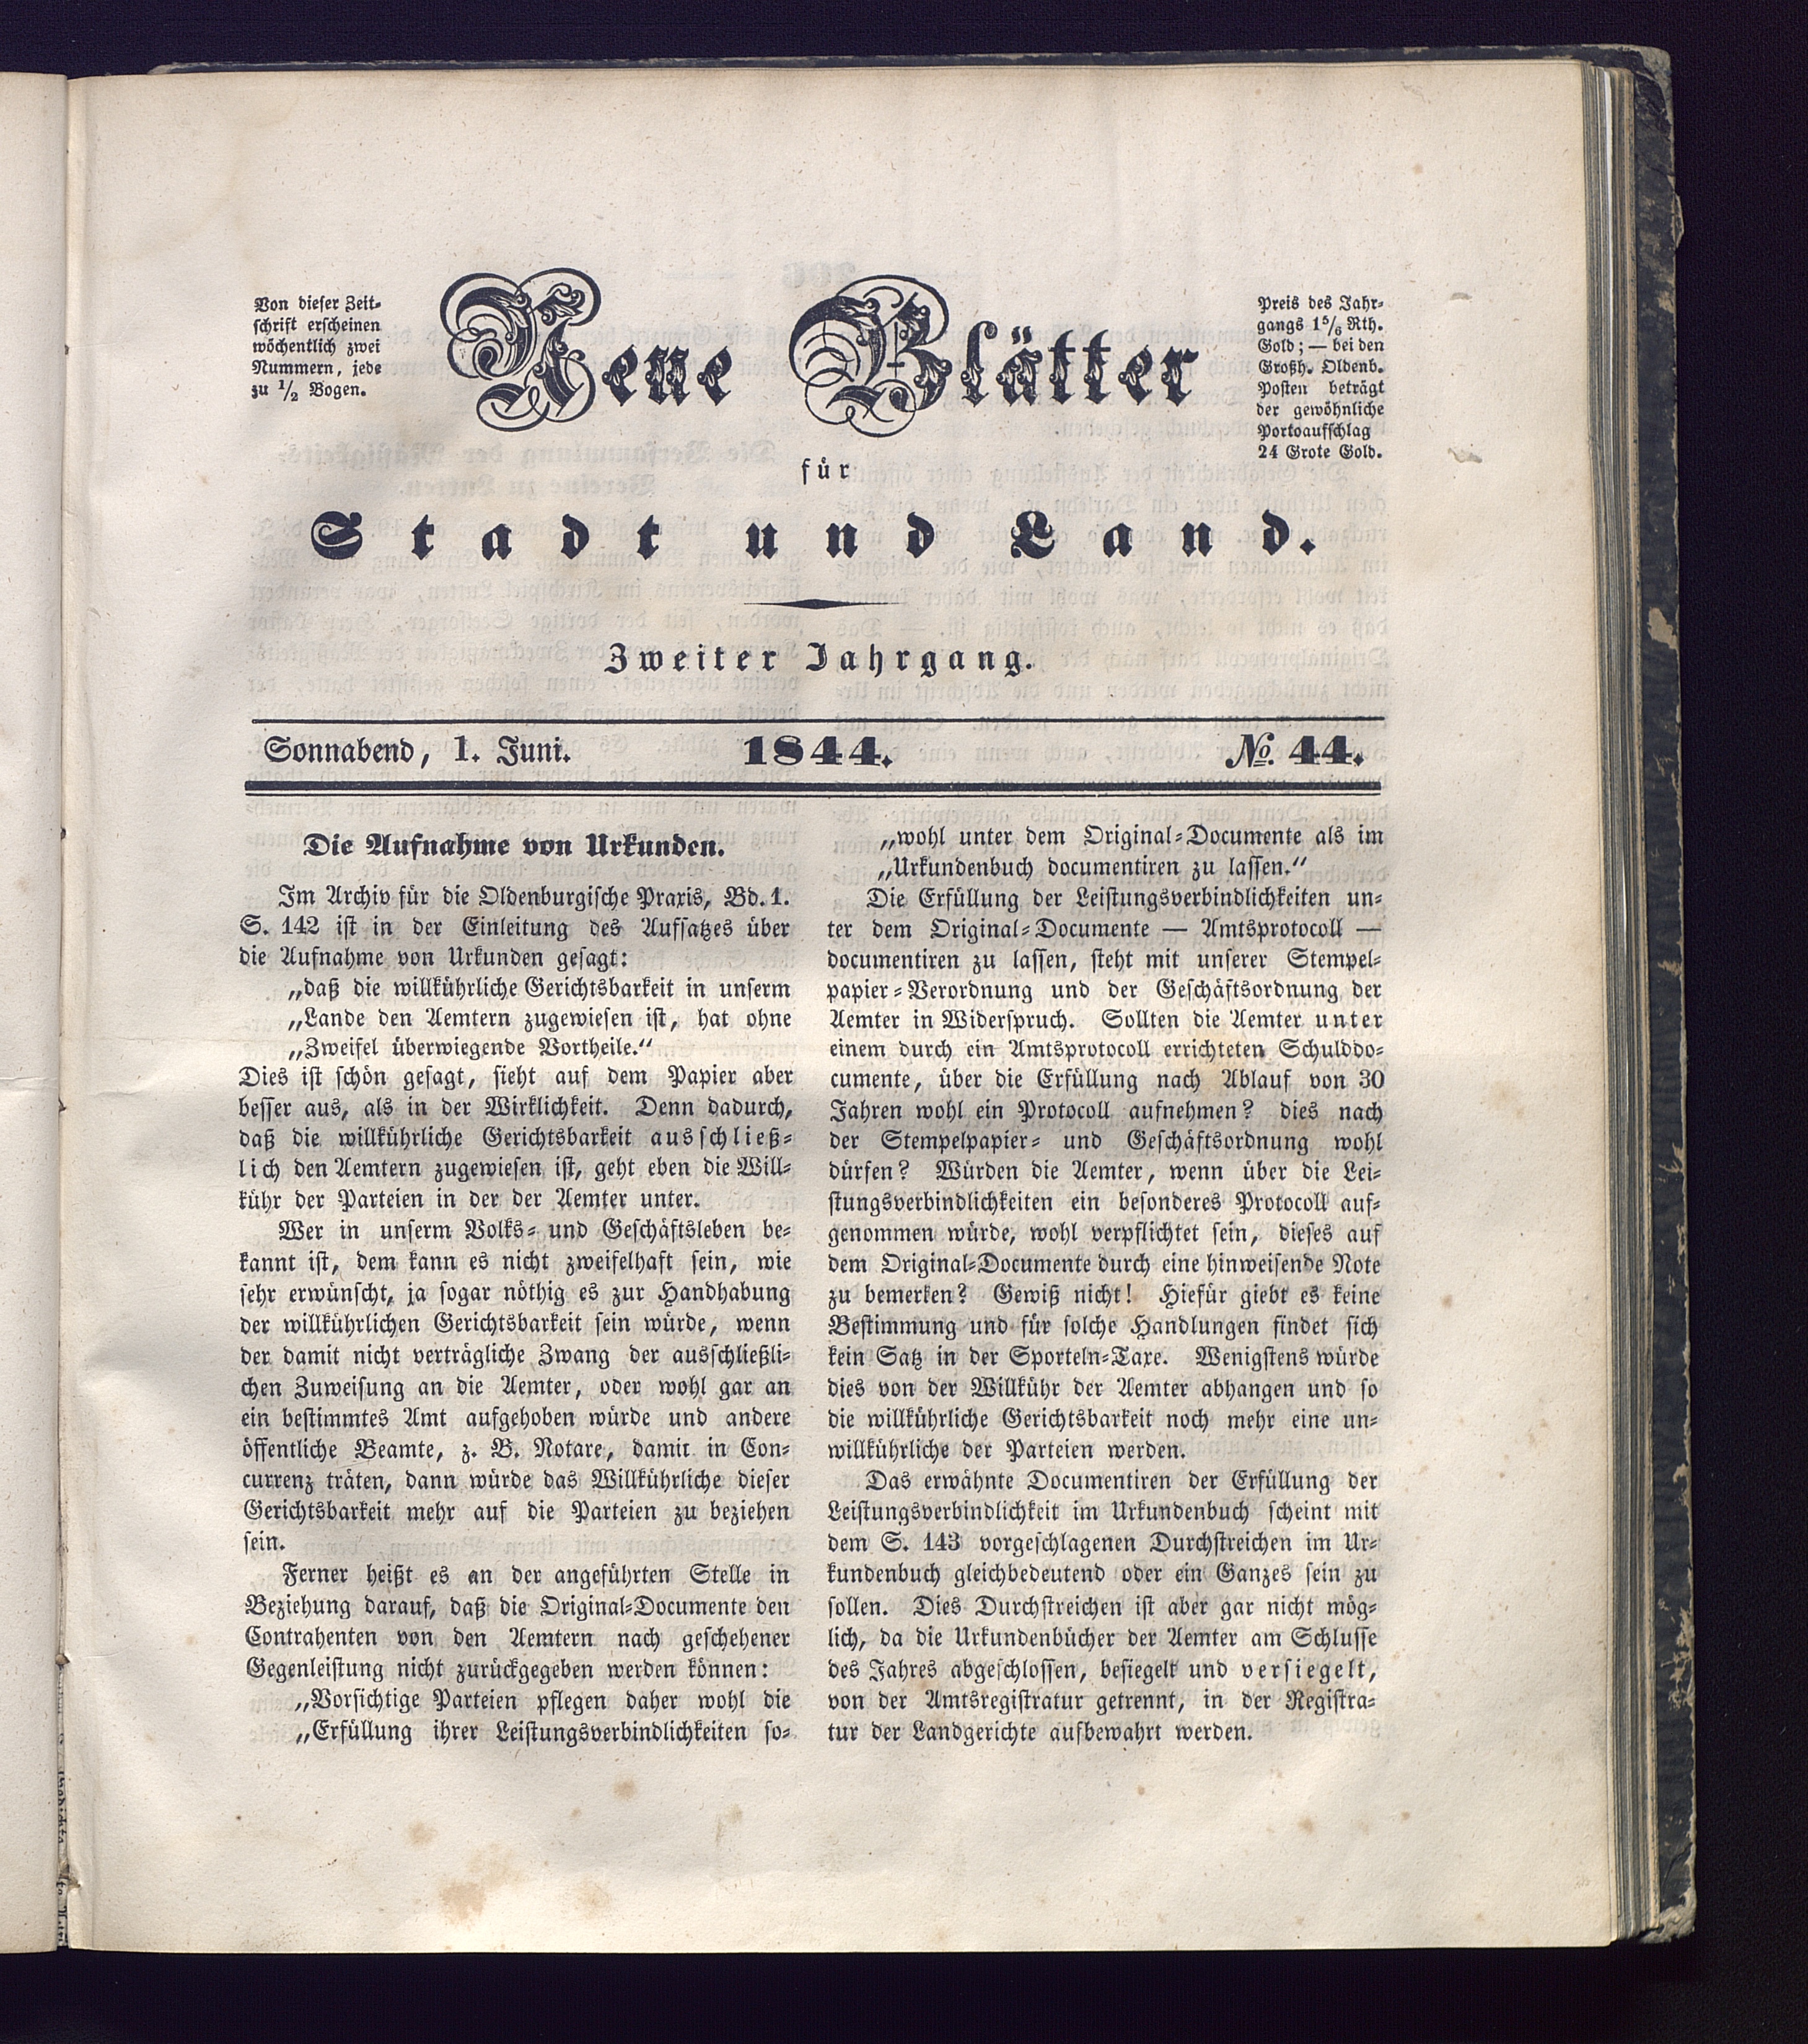 Von dieser Zeit-
schrift erscheinen
wöchentlich zwei
Nummern, jede
zu 1/2 Bogen.
Neue Blätter
Preis des Jahr-
gangs 1 5/6 Rth.
Gold; — bei den
Großh. Oldenb.
Posten beträgt
der gewöhnliche
Portoaufschlag
24 Grote Gold.
für
Stadt und Land.
Zweiter Jahrgang.
Sonnabend, 1. Juni. 1844. No. 44.
Die Aufnahme von Urkunden.
Im Archiv für die Oldenburgische Praxis, Bd. 1.
S. 142 ist in der Einleitung des Aufsatzes über
die Aufnahme von Urkunden gesagt:
„daß die willkührliche Gerichtsbarkeit in unserm
„Lande den Aemtern zugewiesen ist, hat ohne
„Zweifel überwiegende Vortheile.“
Dies ist schön gesagt, sieht auf dem Papier aber
besser aus, als in der Wirklichkeit. Denn dadurch,
daß die willkührliche Gerichtsbarkeit ausschließ-
lich den Aemtern zugewiesen ist, geht eben die Will-
kühr der Parteien in der der Aemter unter.
Wer in unserm Volks- und Geschäftsleben be-
kannt ist, dem kann es nicht zweifelhaft sein, wie
sehr erwünscht, ja sogar nöthig es zur Handhabung
der willkührlichen Gerichtsbarkeit sein würde, wenn
der damit nicht verträgliche Zwang der ausschließli-
chen Zuweisung an die Aemter, oder wohl gar an
ein bestimmtes Amt aufgehoben würde und andere
öffentliche Beamte, z. B. Notare, damit in Con-
currenz träten, dann würde das Willkührliche dieser
Gerichtsbarkeit mehr auf die Parteien zu beziehen
sein.
Ferner heißt es an der angeführten Stelle in
Beziehung darauf, daß die Original-Documente den
Contrahenten von den Aemtern nach geschehener
Gegenleistung nicht zurückgegeben werden können:
„Vorsichtige Parteien pflegen daher wohl die
„Erfüllung ihrer Leistungsverbindlichkeiten so-
„wohl unter dem Original-Documente als im
„Urkundenbuch documentiren zu lassen.“
Die Erfüllung der Leistungsverbindlichkeiten un-
ter dem Original-Documente — Amtsprotocoll —
documentiren zu lassen, steht mit unserer Stempel-
papier-Verordnung und der Geschäftsordnung der
Aemter in Widerspruch. Sollten die Aemter unter
einem durch ein Amtsprotocoll errichteten Schulddo-
cumente, über die Erfüllung nach Ablauf von 30
Jahren wohl ein Protocoll aufnehmen? dies nach
der Stempelpapier- und Geschäftsordnung wohl
dürfen? Würden die Aemter, wenn über die Lei-
stungsverbindlichkeiten ein besonderes Protocoll auf-
genommen würde, wohl verpflichtet sein, dieses auf
dem Original-Documente durch eine hinweisende Note
zu bemerken? Gewiß nicht! Hiefür giebt es keine
Bestimmung und für solche Handlungen findet sich
kein Satz in der Sporteln-Taxe. Wenigstens würde
dies von der Willkühr der Aemter abhangen und so
die willkührliche Gerichtsbarkeit noch mehr eine un-
willkührliche der Parteien werden.
Das erwähnte Documentiren der Erfüllung der
Leistungsverbindlichkeit im Urkundenbuch scheint mit
dem S. 143 vorgeschlagenen Durchstreichen im Ur-
kundenbuch gleichbedeutend oder ein Ganzes sein zu
sollen. Dies Durchstreichen ist aber gar nicht mög-
lich, da die Urkundenbücher der Aemter am Schlusse
des Jahres abgeschlossen, besiegelt und versiegelt,
von der Amtsregistratur getrennt, in der Registra-
tur der Landgerichte aufbewahrt werden.